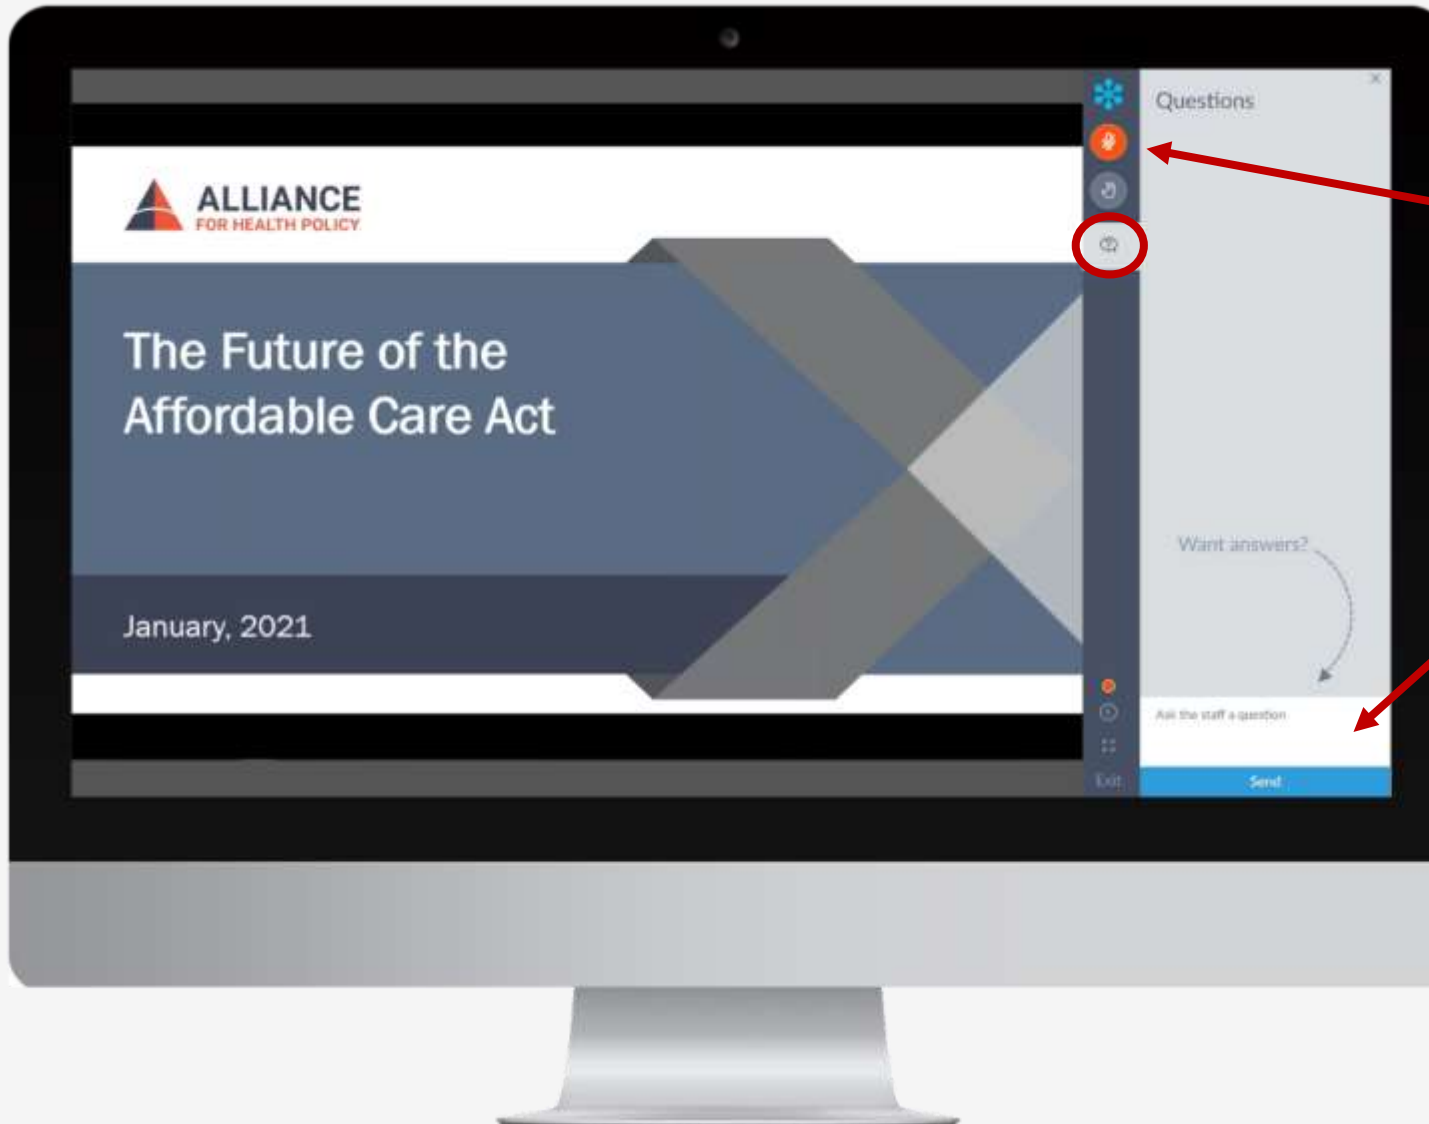 ALLIANCE
FOR HEALTH POLICY
The Future of the
Affordable Care Act
January, 2021
Questions
Want answers?
Ask the staff a question
Exit
Send